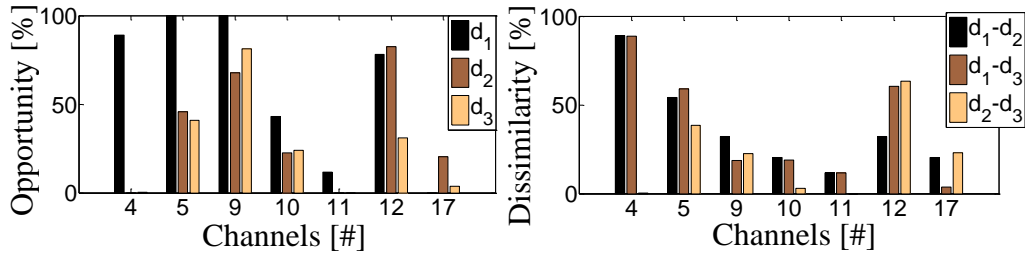 Opportunity [%]
100
50
0
4 5 9 10 11 12 17
Channels [#]
d1
d2
d3
Dissimilarity [%]
100
50
0
4 5 9 10 11 12 17
Channels [#]
d1-d2
d1-d3
d2-d3